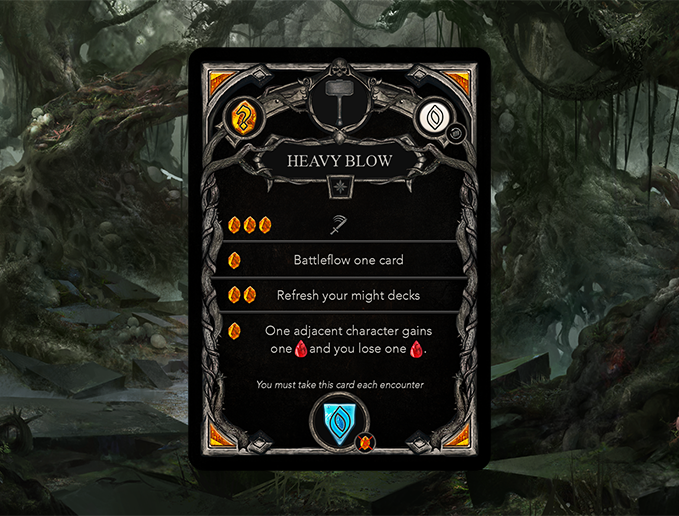 HEAVY BLOW
Battleflow one card
Refresh your might decks
One adjacent character gains
one and you lose one .
You must take this card each encounter